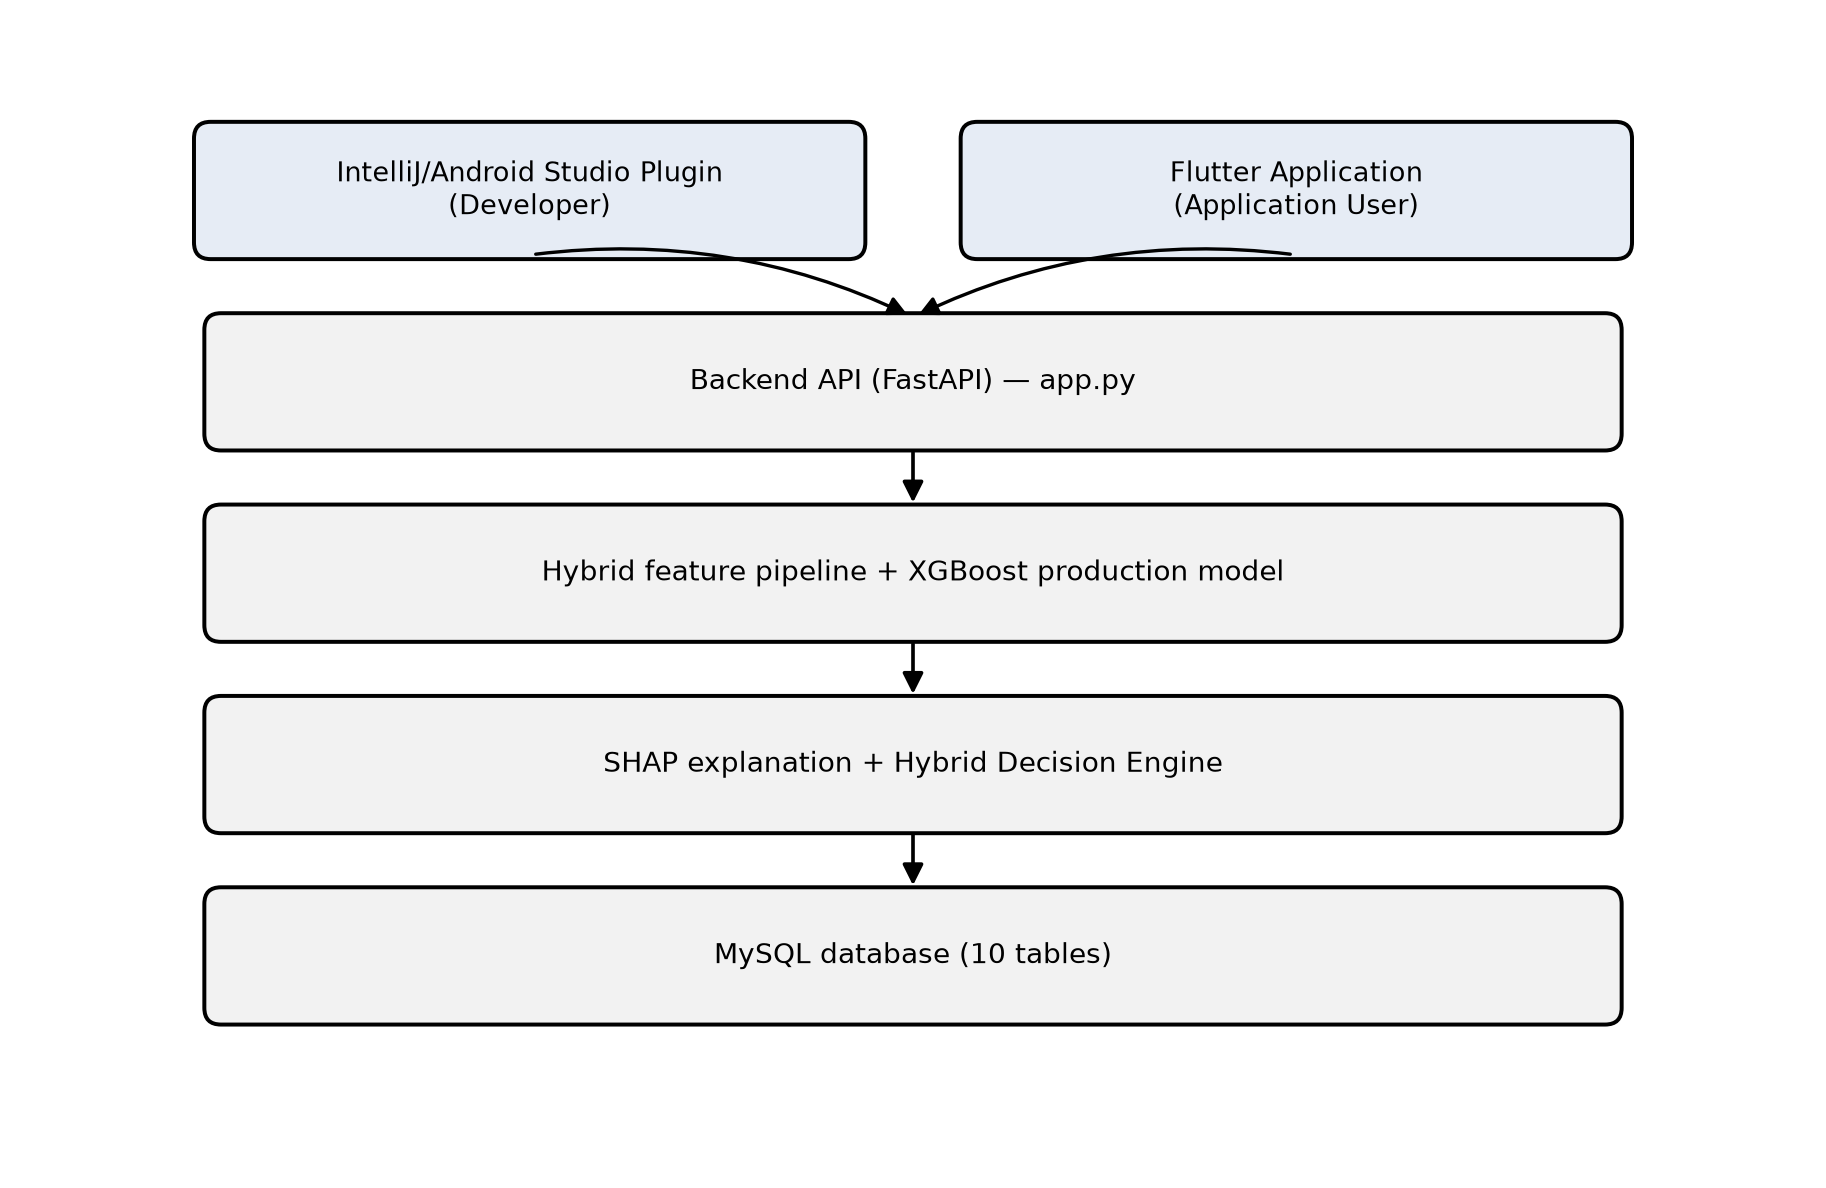 IntelliJ/Android Studio Plugin
(Developer)
Flutter Application
(Application User)
Backend API (FastAPI) — app.py
Hybrid feature pipeline + XGBoost production model
SHAP explanation + Hybrid Decision Engine
MySQL database (10 tables)